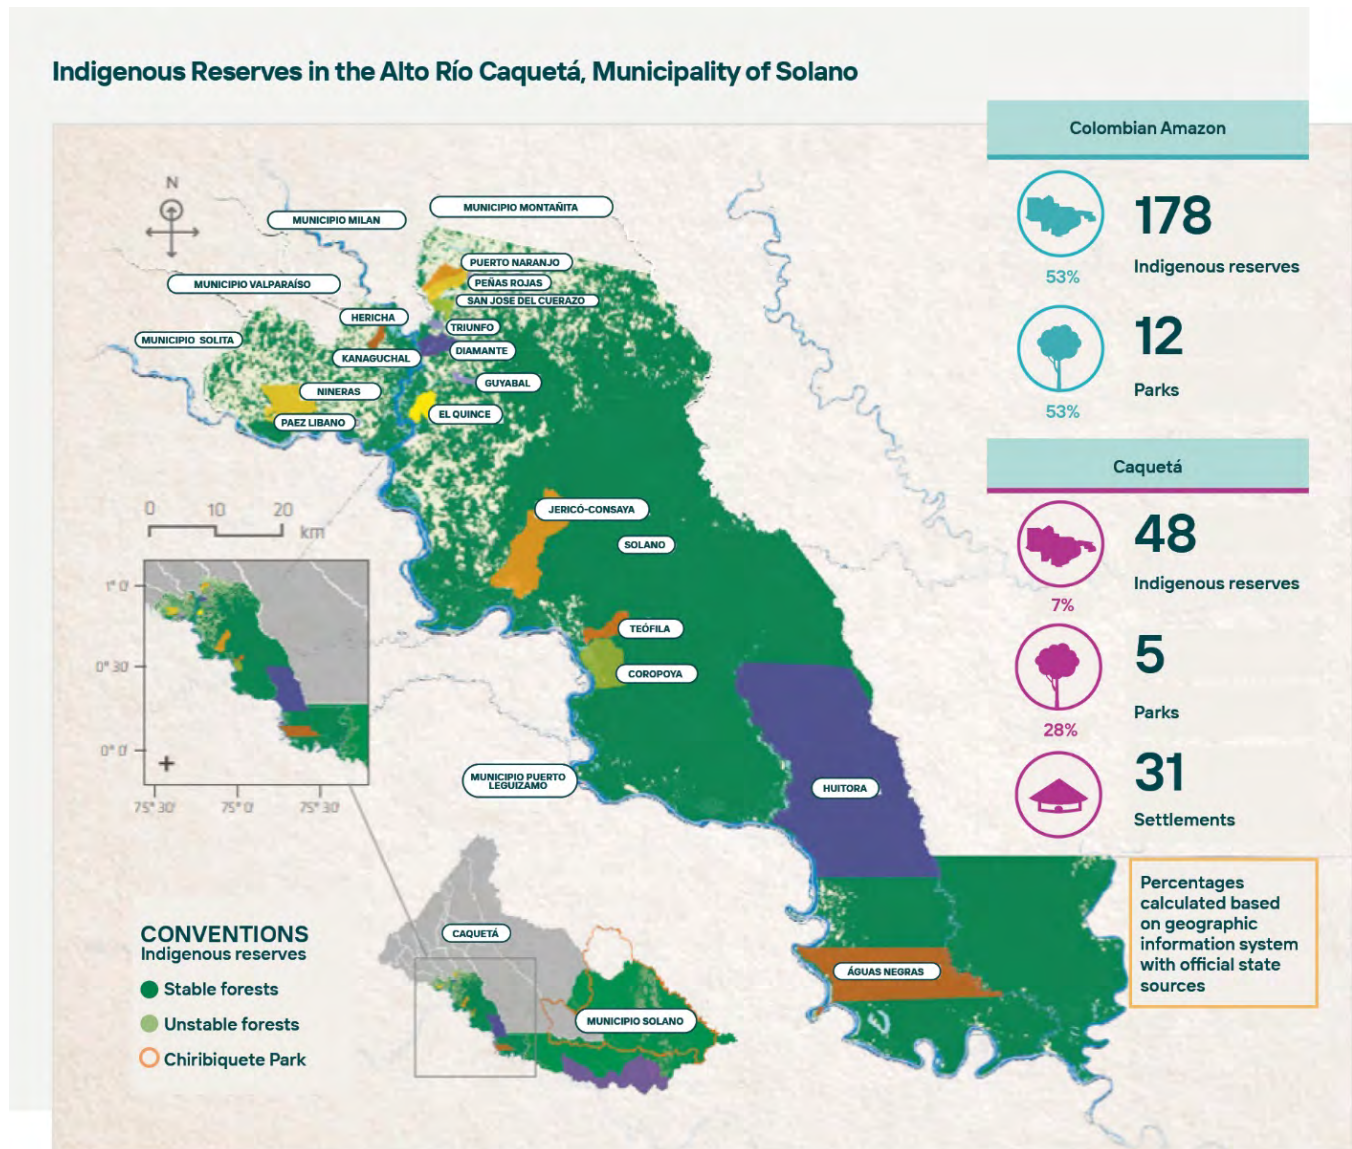 Indigenous Reserves in the Alto Río Caquetá, Municipality of Solano
Colombian Amazon
178
Indigenous reserves
53%
12
Parks
53%
Caquetá
48
Indigenous reserves
7%
5
Parks
28%
31
Settlements
Percentages
calculated based
on geographic
information system
with official state
sources
N
MUNICIPIO MILAN
MUNICIPIO MONTAÑITA
MUNICIPIO VALPARAÍSO
MUNICIPIO SOLITA
PUERTO NARANJO
PEÑAS ROJAS
SAN JOSE DEL CUERAZO
HERICHA
TRIUNFO
KANAGUCHAL
DIAMANTE
GUYABAL
NINERAS
EL QUINCE
PAEZ LIBANO
JERICÓ-CONSAYA
SOLANO
TEÓFILA
COROPOYA
MUNICIPIO PUERTO
LEGUIZAMO
HUITORA
ÁGUAS NEGRAS
0 10 20
km
1° 0'
0° 30'
0° 0'
75° 30' 75° 0' 75° 30'
CAQUETÁ
MUNICIPIO SOLANO
CONVENTIONS
Indigenous reserves
Stable forests
Unstable forests
Chiribiquete Park